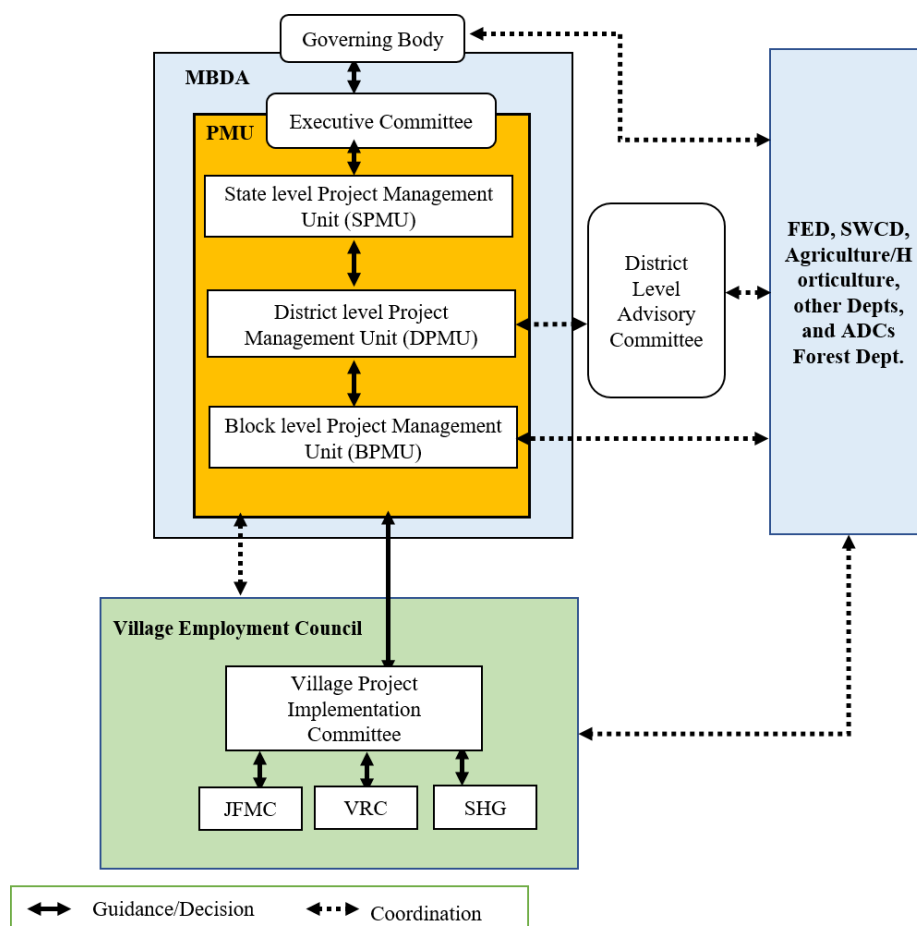 Governing Body
MBDA
Executive Committee
PMU
State level Project Management
Unit (SPMU)
District level Project
Management Unit (DPMU)
Block level Project Management
Unit (BPMU)
District
Level
Advisory
Committee
FED, SWCD,
Agriculture/H
orticulture,
other Depts,
and ADCs
Forest Dept.
Village Employment Council
Village Project
Implementation
Committee
JFMC
VRC
SHG
Guidance/Decision
Coordination